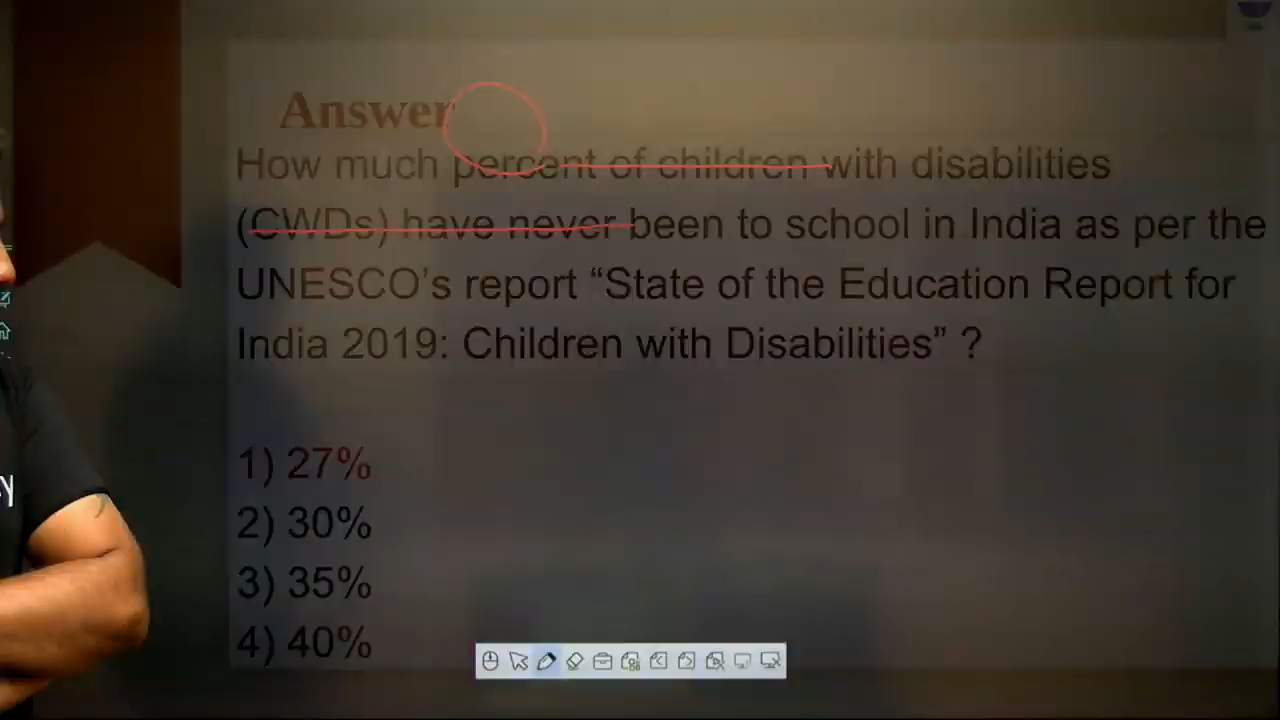 Answer
How much percent of children with disabilities
(CWDs) have never been to school in India as per the
UNESCO's report “State of the Education Report for
India 2019: Children with Disabilities” ?
1) 27%
2) 30%
3) 35%
4) 40%